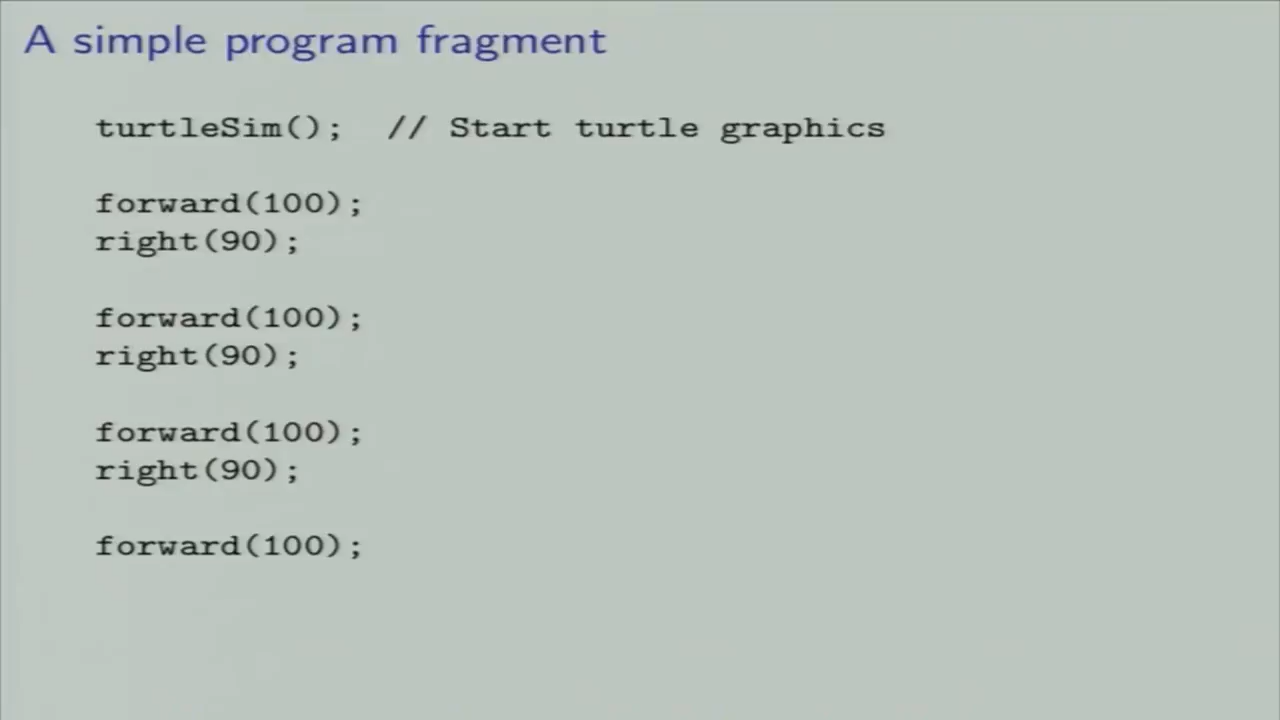 A simple program fragment
turtleSim(); // Start turtle graphics
forward(100);
right(90);
forward(100);
right(90);
forward(100);
right(90);
forward(100);